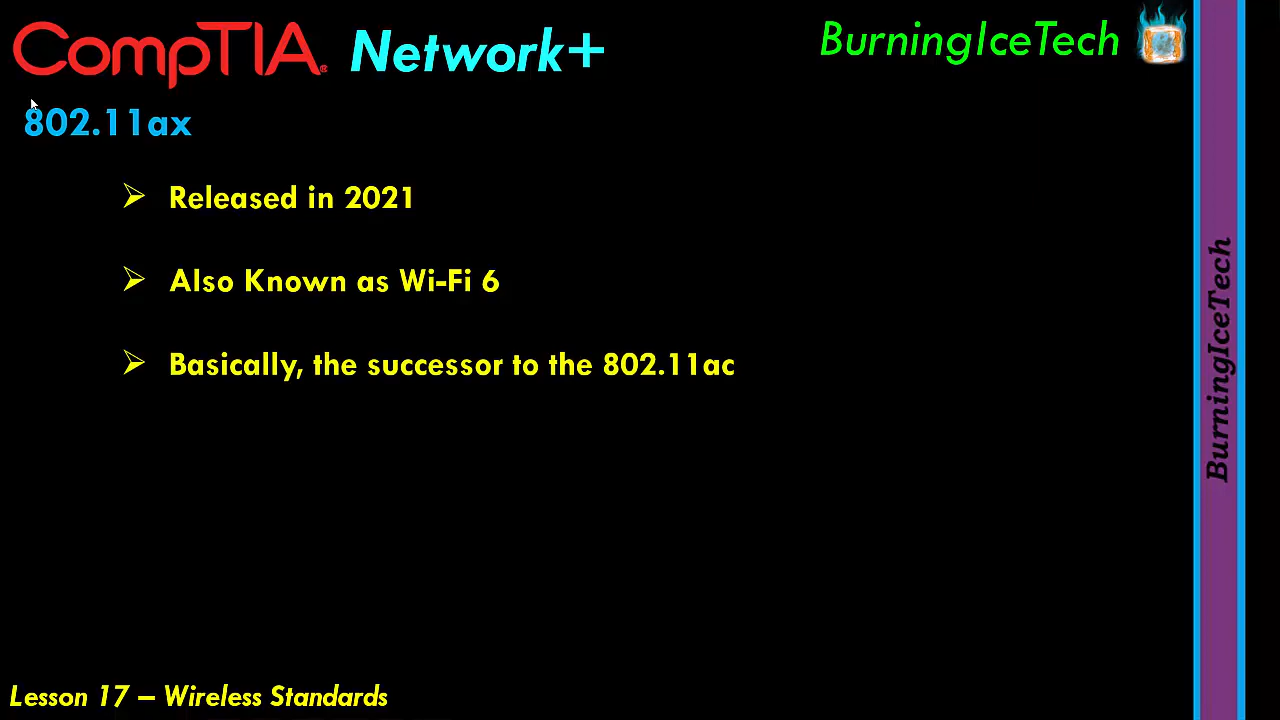 CompTIA® Network+
BurningIceTech
802.11ax
Released in 2021
Also Known as Wi-Fi 6
Basically, the successor to the 802.11ac
BurningIceTech
Lesson 17 – Wireless Standards